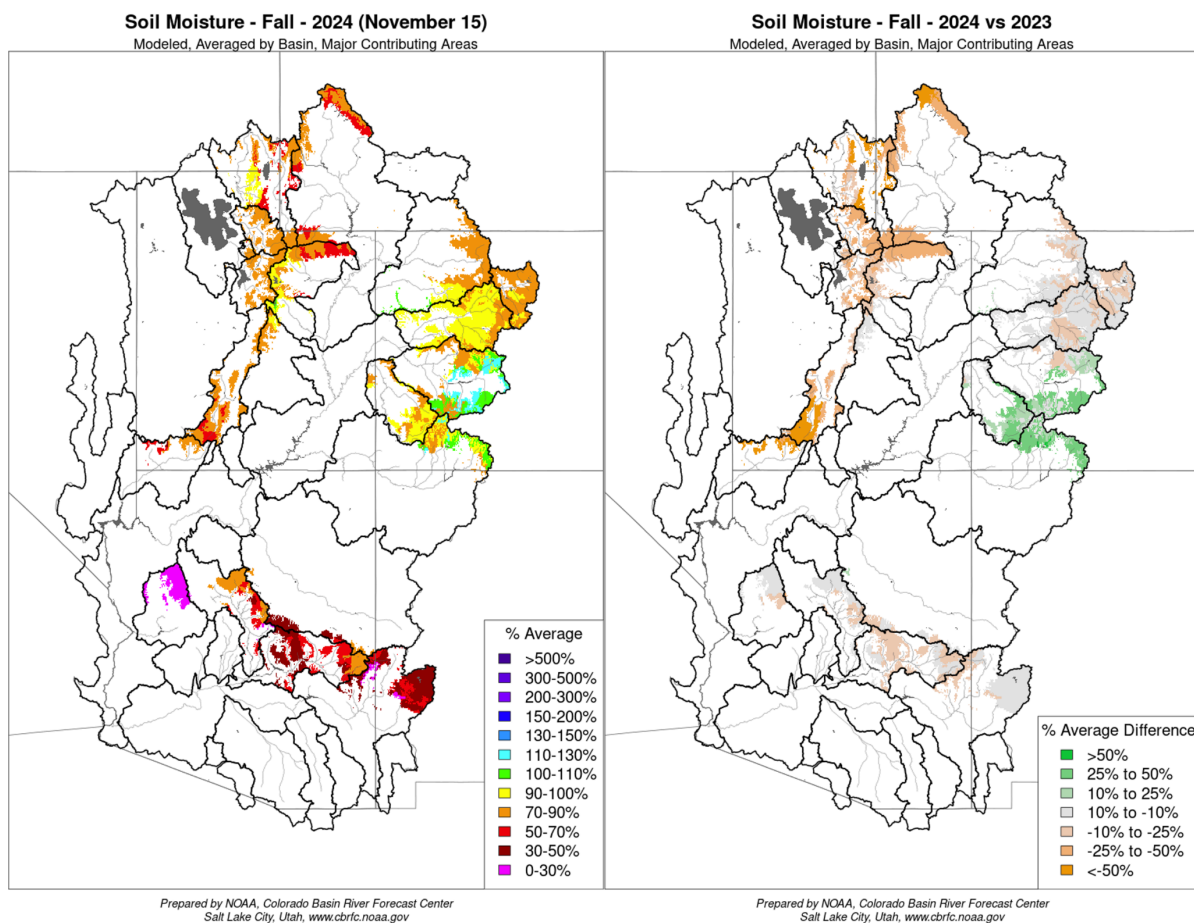 Soil Moisture - Fall - 2024 (November 15)
Modeled, Averaged by Basin, Major Contributing Areas
% Average
>500%
300-500%
200-300%
150-200%
130-150%
110-130%
100-110%
90-100%
70-90%
50-70%
30-50%
0-30%
Prepared by NOAA, Colorado Basin River Forecast Center
Salt Lake City, Utah, www.cbrfc.noaa.gov
Soil Moisture - Fall - 2024 vs 2023
Modeled, Averaged by Basin, Major Contributing Areas
% Average Difference
>50%
25% to 50%
10% to 25%
10% to -10%
-10% to -25%
-25% to -50%
<-50%
Prepared by NOAA, Colorado Basin River Forecast Center
Salt Lake City, Utah, www.cbrfc.noaa.gov